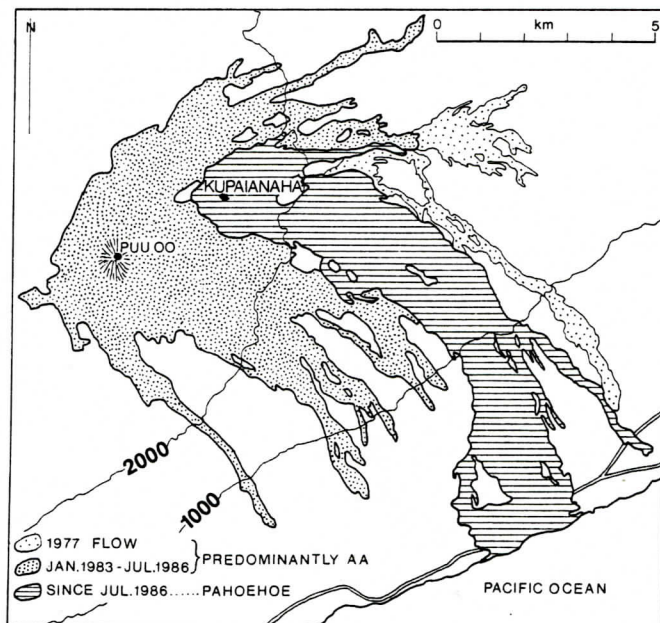 N
0 km 5
KUPAIANAHA
PUU OO
2000
1000
1977 FLOW
JAN.1983-JUL.1986
PREDOMINANTLY AA
SINCE JUL.1986......PAHOEHOE
PACIFIC OCEAN